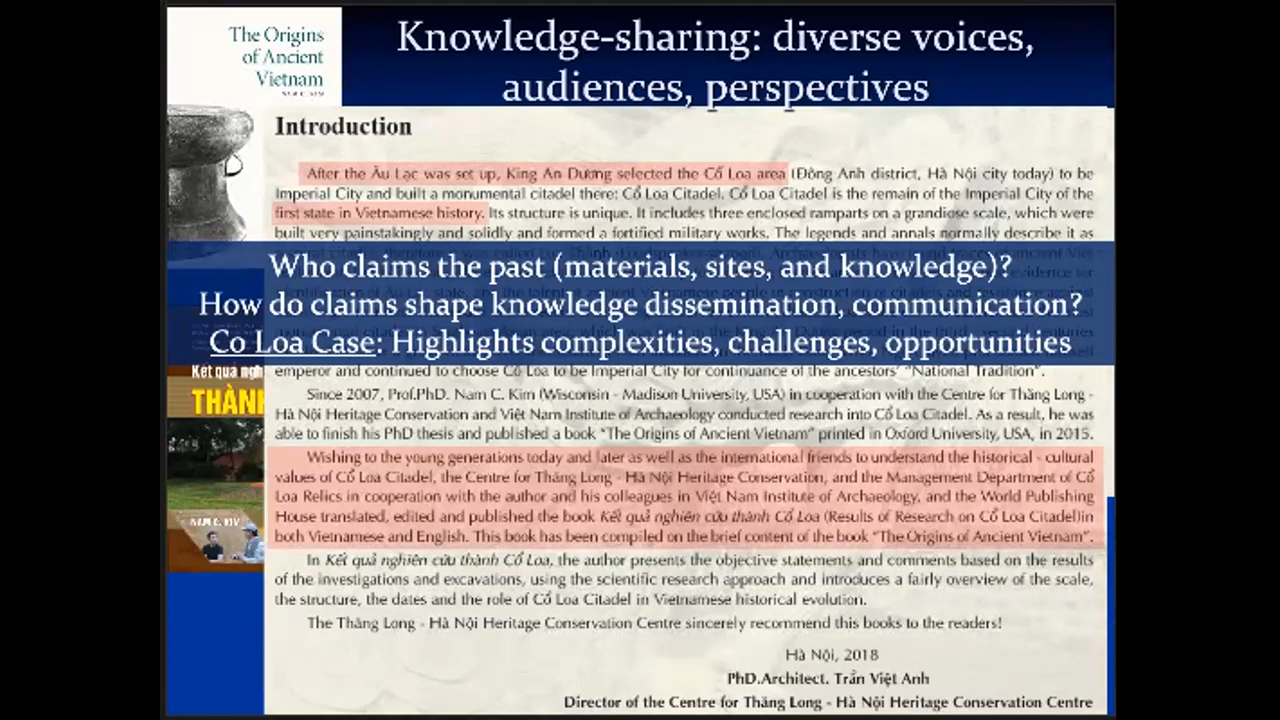 The Origins
of Ancient
Vietnam
NAM C. KIM
Knowledge-sharing: diverse voices,
audiences, perspectives
Introduction
After the Âu Lạc was set up, King An Dương selected the Cổ Loa area (Đông Anh district, Hà Nội city today) to be
Imperial City and built a monumental citadel there: Cổ Loa Citadel. Cổ Loa Citadel is the remain of the Imperial City of the
first state in Vietnamese history. Its structure is unique. It includes three enclosed ramparts on a grandiose scale, which were
built very painstakingly and solidly and formed a fortified military works. The legends and annals normally describe it as
Who claims the past (materials, sites, and knowledge)?
How do claims shape knowledge dissemination, communication?
Co Loa Case: Highlights complexities, challenges, opportunities
emperor and continued to choose Cổ Loa to be Imperial City for continuance of the ancestors' "National Tradition".
Kết quả ngh
THÀNH
Since 2007, Prof.PhD. Nam C. Kim (Wisconsin - Madison University, USA) in cooperation with the Centre for Thăng Long -
Hà Nội Heritage Conservation and Việt Nam Institute of Archaeology conducted research into Cổ Loa Citadel. As a result, he was
able to finish his PhD thesis and published a book "The Origins of Ancient Vietnam" printed in Oxford University, USA, in 2015.
Wishing to the young generations today and later as well as the international friends to understand the historical - cultural
values of Cổ Loa Citadel, the Centre for Thăng Long - Hà Nội Heritage Conservation, and the Management Department of Cổ
Loa Relics in cooperation with the author and his colleagues in Việt Nam Institute of Archaeology, and the World Publishing
House translated, edited and published the book Kết quả nghiên cứu thành Cổ Loa (Results of Research on Cổ Loa Citadel)in
both Vietnamese and English. This book has been compiled on the brief content of the book "The Origins of Ancient Vietnam".
NAM C. KIM
In Kết quả nghiên cứu thành Cổ Loa, the author presents the objective statements and comments based on the results
of the investigations and excavations, using the scientific research approach and introduces a fairly overview of the scale,
the structure, the dates and the role of Cổ Loa Citadel in Vietnamese historical evolution.
The Thăng Long - Hà Nội Heritage Conservation Centre sincerely recommend this books to the readers!
Hà Nội, 2018
PhD.Architect. Trần Việt Anh
Director of the Centre for Thăng Long - Hà Nội Heritage Conservation Centre